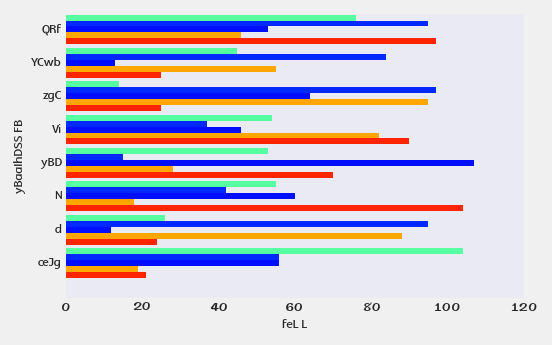 QRf
YCwb
zgC
Vi
yBD
N
d
ceJg
yBaalhDSS FB
0 20 40 60 80 100 120
feL L